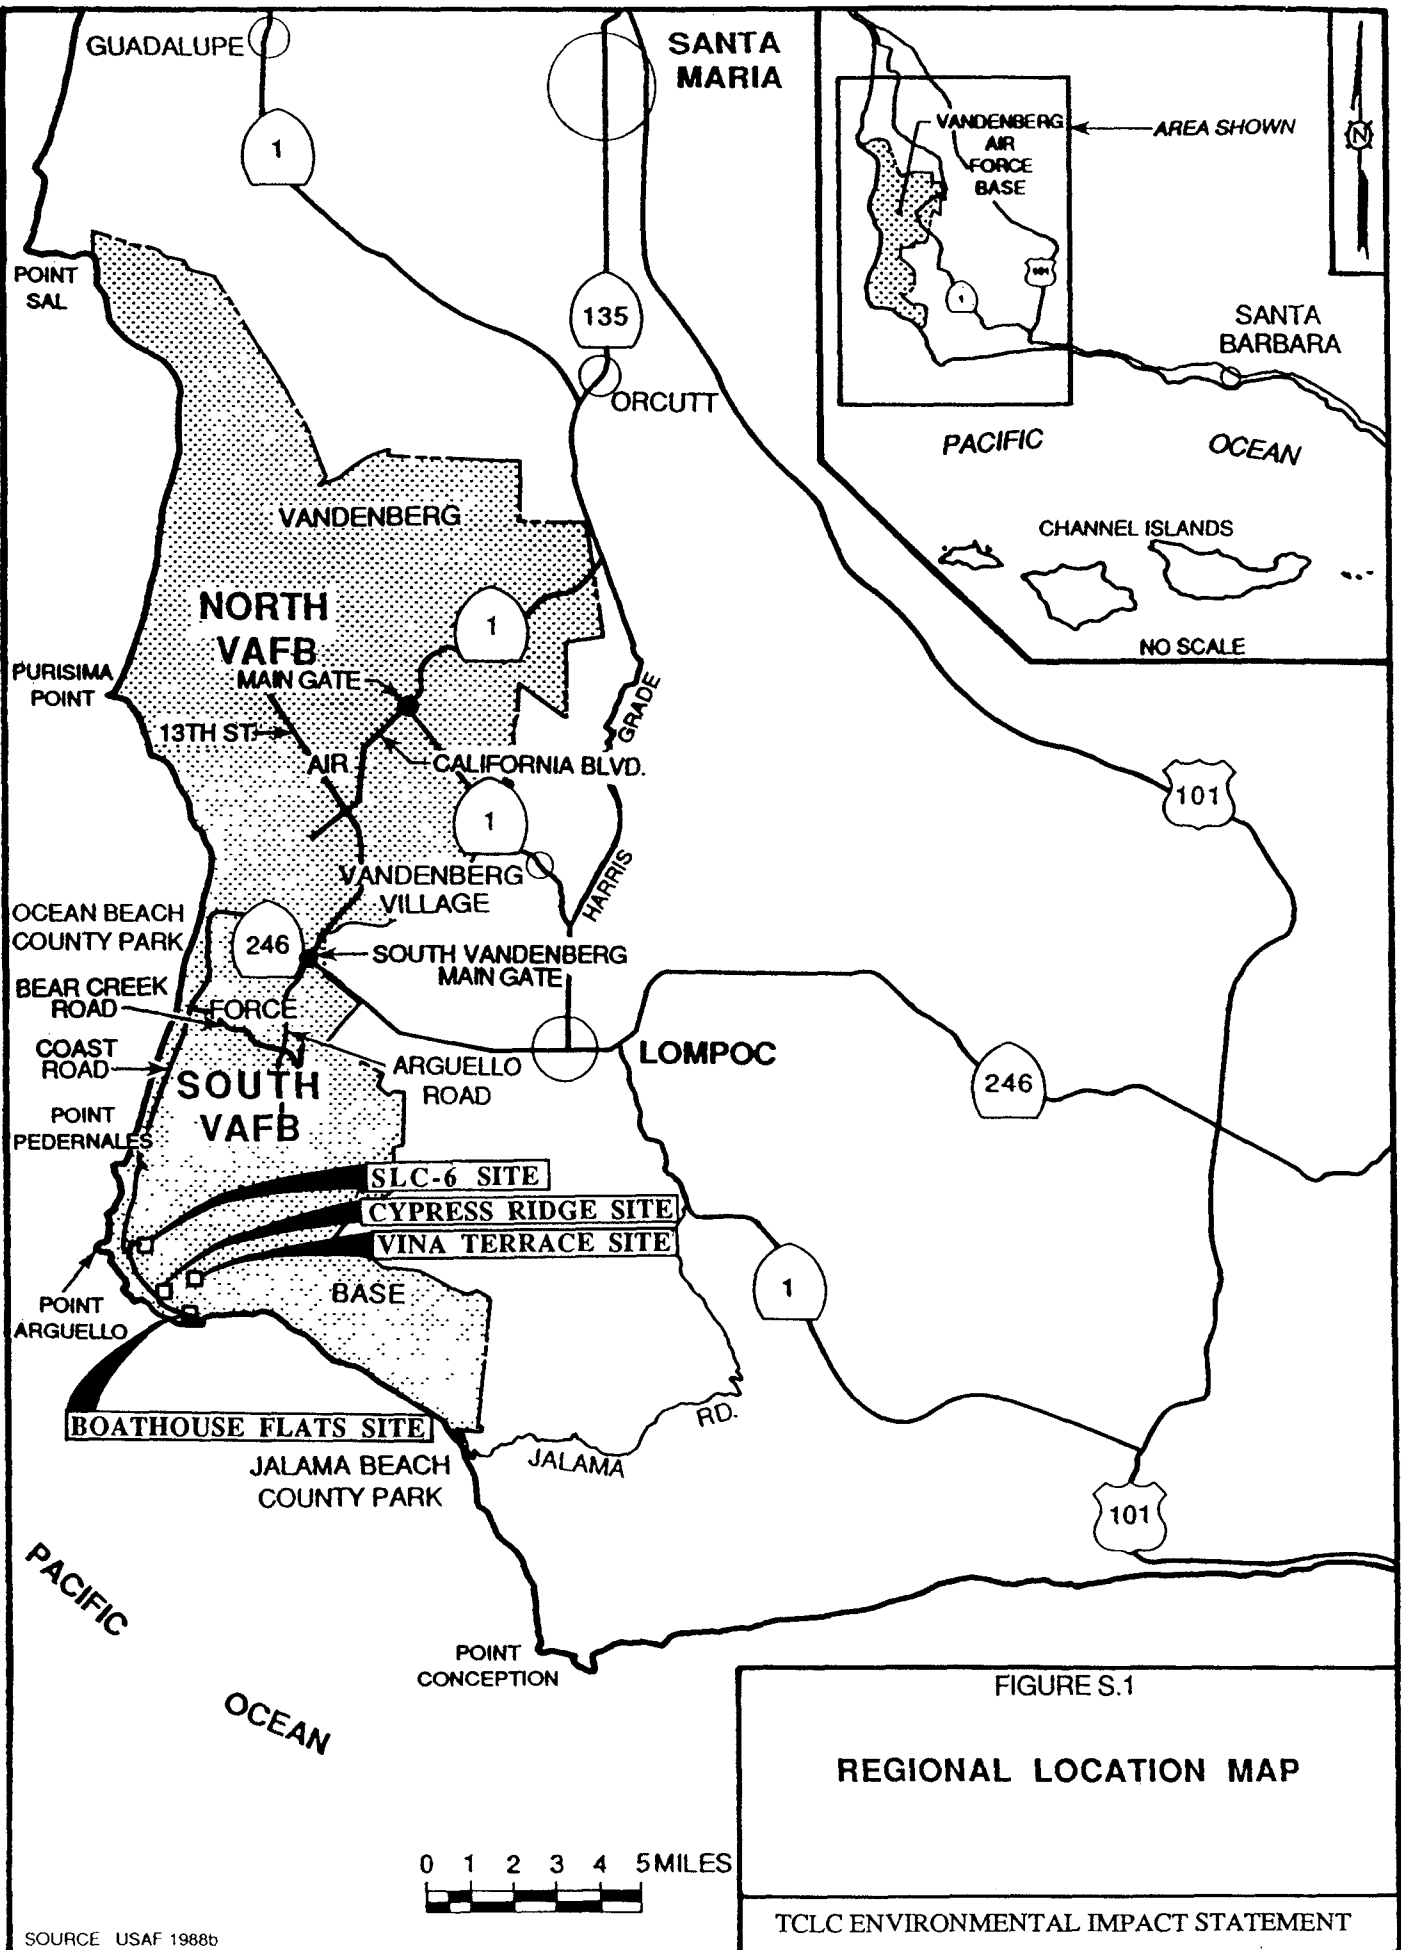 GUADALUPE
SANTA
MARIA
1
VANDENBERG
AIR
FORCE
BASE
AREA SHOWN
N
101
1
SANTA
BARBARA
PACIFIC
OCEAN
CHANNEL ISLANDS
NO SCALE
POINT
SAL
135
ORCUTT
VANDENBERG
NORTH
VAFB
1
PURISIMA
POINT
MAIN GATE
GRADE
13TH ST.
AIR
CALIFORNIA BLVD.
101
1
VANDENBERG
VILLAGE
HARRIS
OCEAN BEACH
COUNTY PARK
246
SOUTH VANDENBERG
MAIN GATE
BEAR CREEK
ROAD
FORCE
COAST
ROAD
ARGUELLO
ROAD
LOMPOC
246
SOUTH
VAFB
POINT
PEDERNALES
SLC-6 SITE
CYPRESS RIDGE SITE
VINA TERRACE SITE
1
BASE
POINT
ARGUELLO
BOATHOUSE FLATS SITE
RD.
JALAMA
JALAMA BEACH
COUNTY PARK
101
PACIFIC
OCEAN
POINT
CONCEPTION
FIGURE S.1
REGIONAL LOCATION MAP
0 1 2 3 4 5 MILES
TCLC ENVIRONMENTAL IMPACT STATEMENT
SOURCE USAF 1988b